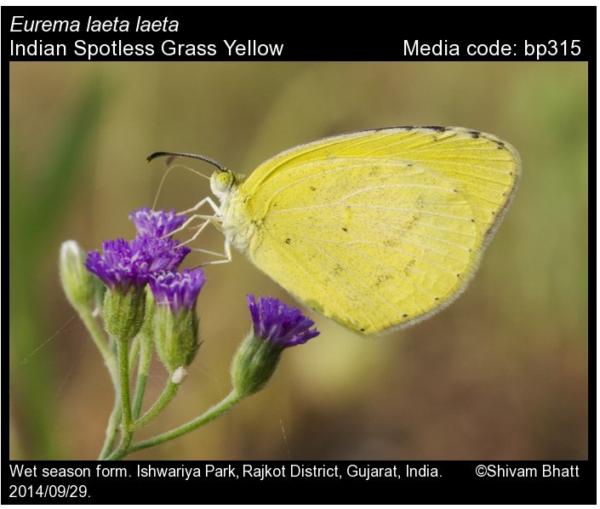 Eurema laeta laeta
Indian Spotless Grass Yellow Media code: bp315
Wet season form. Ishwariya Park, Rajkot District, Gujarat, India. ©Shivam Bhatt
2014/09/29.